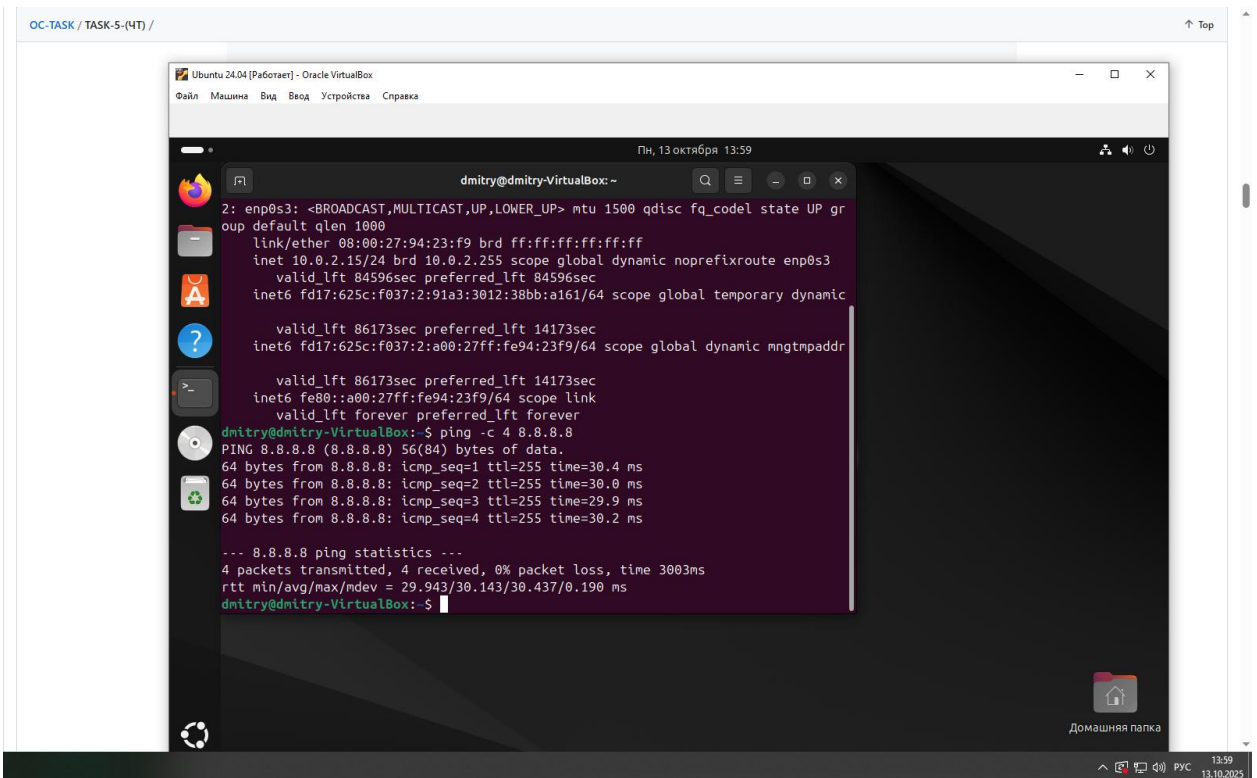 OC-TASK / TASK-5-(ЧТ) /
↑ Top
Ubuntu 24.04 [Работает] - Oracle VirtualBox
Файл Машина Вид Ввод Устройства Справка
Пн, 13 октября 13:59
dmitry@dmitry-VirtualBox: ~
2: enp0s3: <BROADCAST,MULTICAST,UP,LOWER_UP> mtu 1500 qdisc fq_codel state UP gr
oup default qlen 1000
link/ether 08:00:27:94:23:f9 brd ff:ff:ff:ff:ff:ff
inet 10.0.2.15/24 brd 10.0.2.255 scope global dynamic noprefixroute enp0s3
valid_lft 84596sec preferred_lft 84596sec
inet6 fd17:625c:f037:2:91a3:3012:38bb:a161/64 scope global temporary dynamic
valid_lft 86173sec preferred_lft 14173sec
inet6 fd17:625c:f037:2:a00:27ff:fe94:23f9/64 scope global dynamic mngtmpaddr
valid_lft 86173sec preferred_lft 14173sec
inet6 fe80::a00:27ff:fe94:23f9/64 scope link
valid_lft forever preferred_lft forever
dmitry@dmitry-VirtualBox:~$ ping -c 4 8.8.8.8
PING 8.8.8.8 (8.8.8.8) 56(84) bytes of data.
64 bytes from 8.8.8.8: icmp_seq=1 ttl=255 time=30.4 ms
64 bytes from 8.8.8.8: icmp_seq=2 ttl=255 time=30.0 ms
64 bytes from 8.8.8.8: icmp_seq=3 ttl=255 time=29.9 ms
64 bytes from 8.8.8.8: icmp_seq=4 ttl=255 time=30.2 ms
--- 8.8.8.8 ping statistics ---
4 packets transmitted, 4 received, 0% packet loss, time 3003ms
rtt min/avg/max/mdev = 29.943/30.143/30.437/0.190 ms
dmitry@dmitry-VirtualBox:~$
Домашняя папка
РУС 13:59
13.10.2025